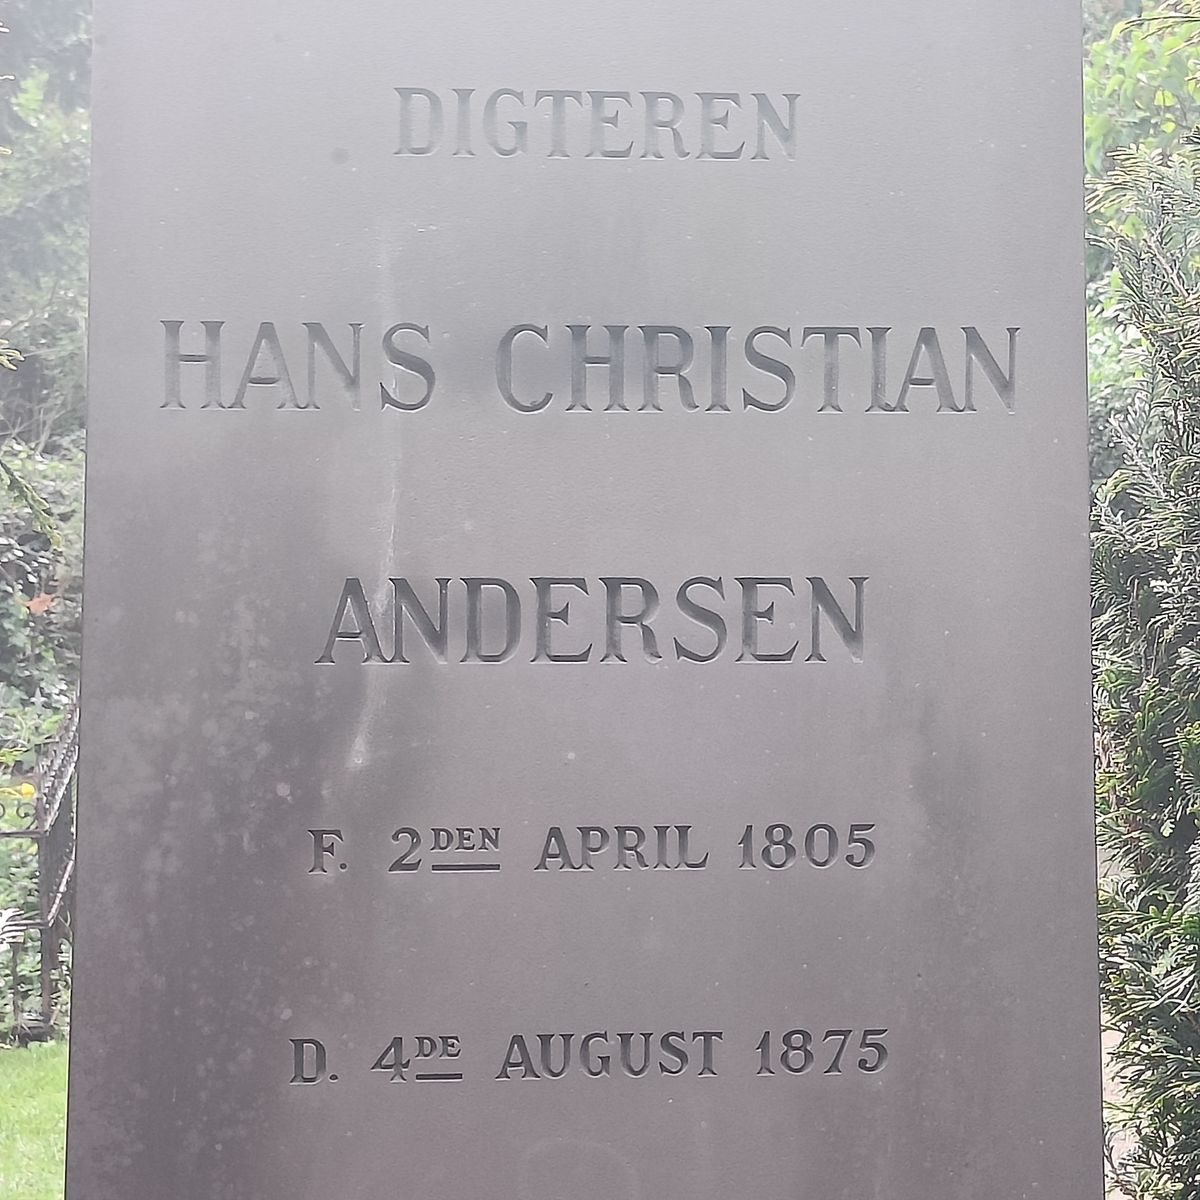 DIGTEREN
HANS CHRISTIAN
ANDERSEN
F. 2DEN APRIL 1805
D. 4DE AUGUST 1875